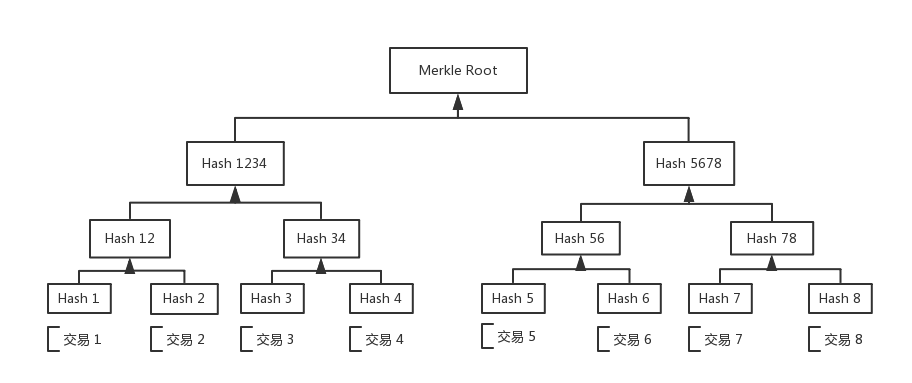 Merkle Root
Hash 1234
Hash 5678
Hash 12
Hash 34
Hash 56
Hash 78
Hash 1
Hash 2
Hash 3
Hash 4
Hash 5
Hash 6
Hash 7
Hash 8
交易 1
交易 2
交易 3
交易 4
交易 5
交易 6
交易 7
交易 8